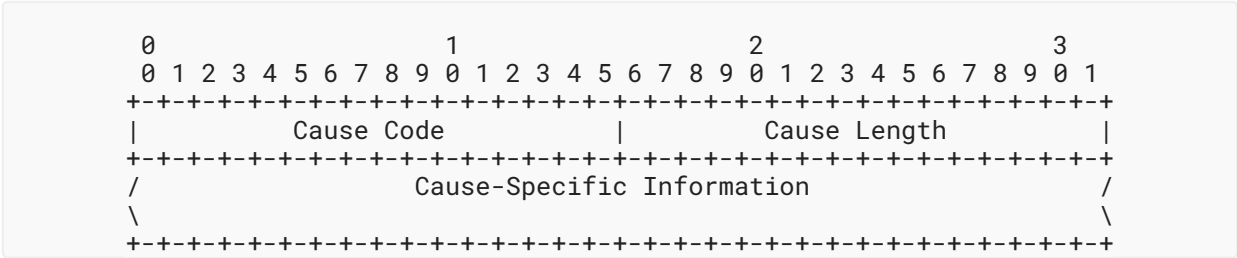 0                   1                   2                   3
 0 1 2 3 4 5 6 7 8 9 0 1 2 3 4 5 6 7 8 9 0 1 2 3 4 5 6 7 8 9 0 1
+-+-+-+-+-+-+-+-+-+-+-+-+-+-+-+-+-+-+-+-+-+-+-+-+-+-+-+-+-+-+-+-+
|          Cause Code           |         Cause Length          |
+-+-+-+-+-+-+-+-+-+-+-+-+-+-+-+-+-+-+-+-+-+-+-+-+-+-+-+-+-+-+-+-+
/                  Cause-Specific Information                   /
\                                                               \
+-+-+-+-+-+-+-+-+-+-+-+-+-+-+-+-+-+-+-+-+-+-+-+-+-+-+-+-+-+-+-+-+